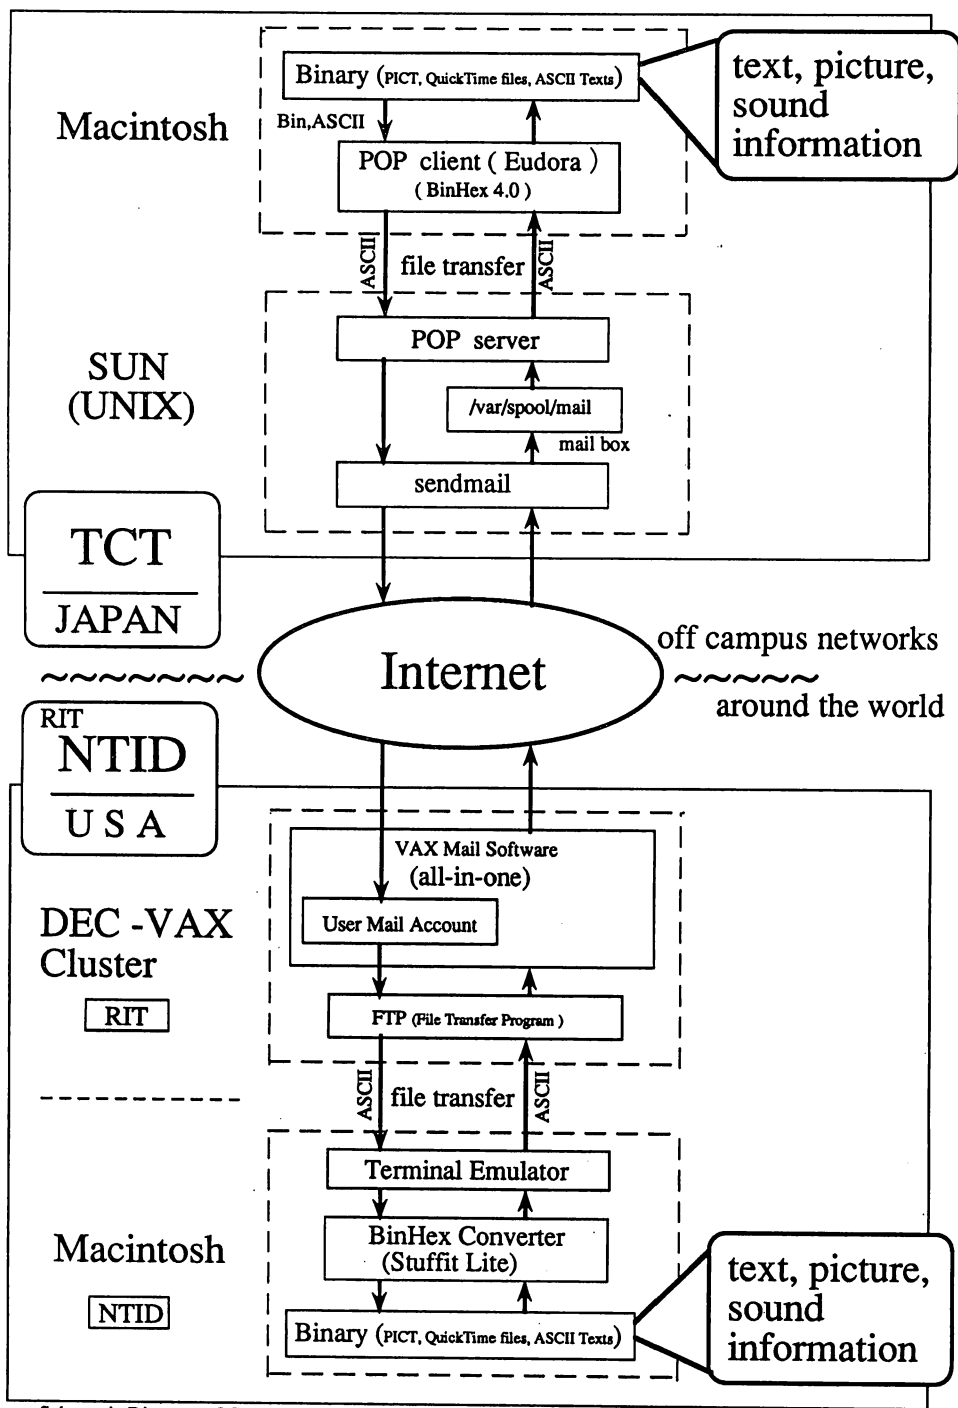 Binary (PICT, QuickTime files, ASCII Texts)
text, picture,
sound
information
Macintosh
Bin,ASCII
POP client ( Eudora )
( BinHex 4.0 )
ASCII
file transfer
ASCII
POP server
SUN
(UNIX)
/var/spool/mail
mail box
sendmail
TCT
JAPAN
Internet
off campus networks
~~~~~~~
~~~~~
around the world
RIT
NTID
U S A
VAX Mail Software
(all-in-one)
User Mail Account
DEC -VAX
Cluster
RIT
FTP (File Transfer Program )
ASCII
file transfer
ASCII
Terminal Emulator
BinHex Converter
(Stuffit Lite)
Macintosh
NTID
Binary (PICT, QuickTime files, ASCII Texts)
text, picture,
sound
information